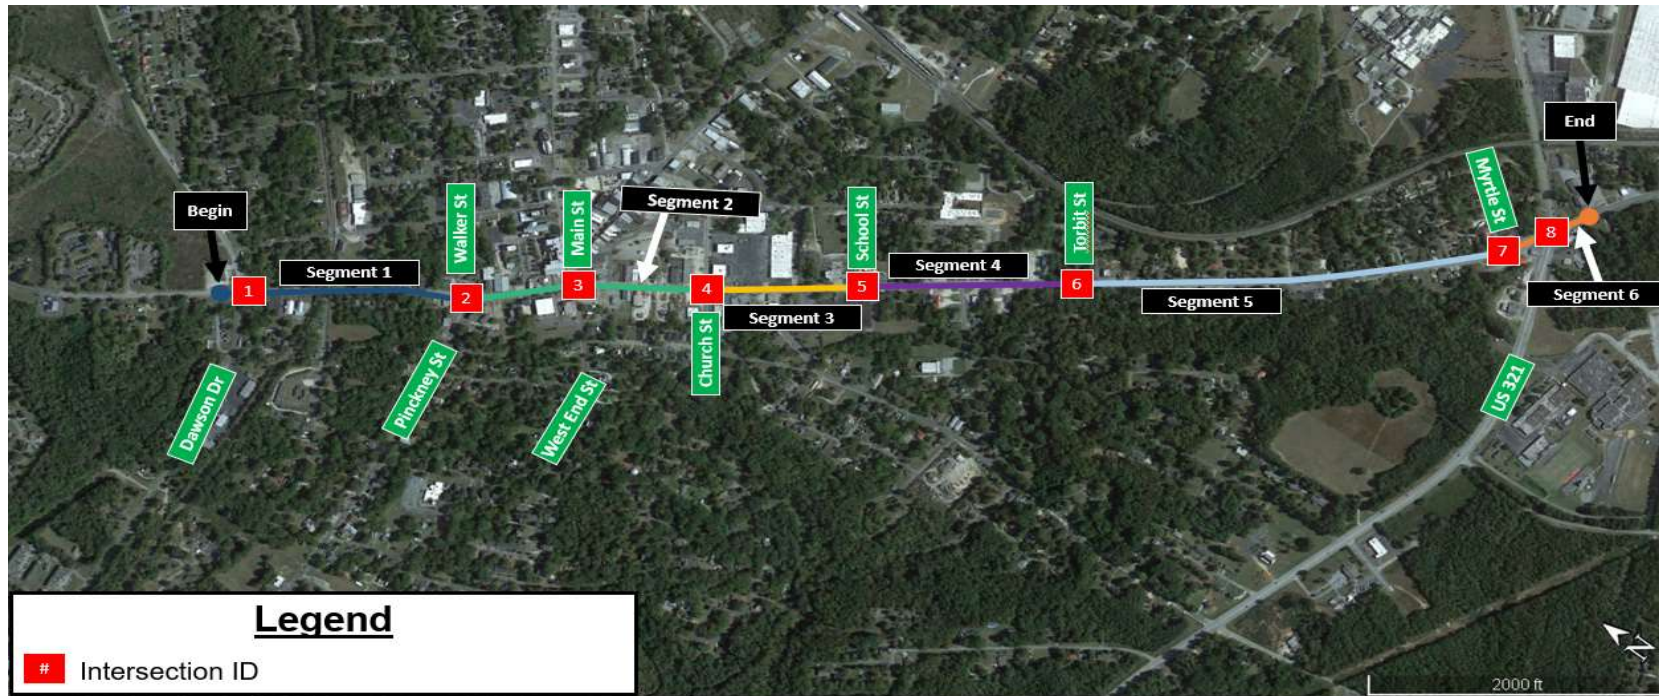 Begin
End
1
2
3
4
5
6
7
8
Segment 1
Segment 2
Segment 3
Segment 4
Segment 5
Segment 6
Walker St
Main St
School St
Torbit St
Myrtle St
Dawson Dr
Pinckney St
West End St
Church St
US 321
Legend
# Intersection ID
N
2000 ft